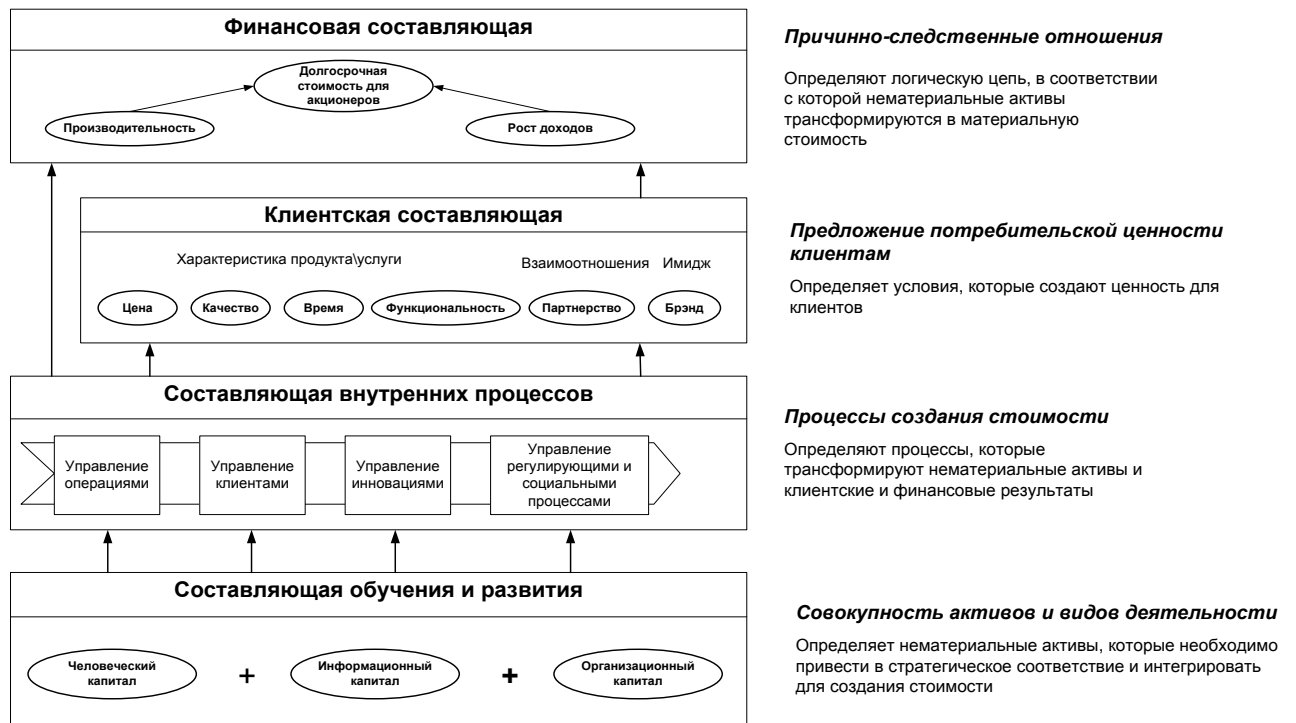 Финансовая составляющая
Долгосрочная
стоимость для
акционеров
Производительность
Рост доходов
Причинно-следственные отношения
Определяют логическую цепь, в соответствии
с которой нематериальные активы
трансформируются в материальную
стоимость
Клиентская составляющая
Характеристика продукта\услуги
Взаимоотношения
Имидж
Цена
Качество
Время
Функциональность
Партнерство
Брэнд
Предложение потребительской ценности
клиентам
Определяет условия, которые создают ценность для
клиентов
Составляющая внутренних процессов
Управление
операциями
Управление
клиентами
Управление
инновациями
Управление
регулирующими и
социальными
процессами
Процессы создания стоимости
Определяют процессы, которые
трансформируют нематериальные активы и
клиентские и финансовые результаты
Составляющая обучения и развития
Человеческий
капитал
+
Информационный
капитал
+
Организационный
капитал
Совокупность активов и видов деятельности
Определяет нематериальные активы, которые необходимо
привести в стратегическое соответствие и интегрировать
для создания стоимости